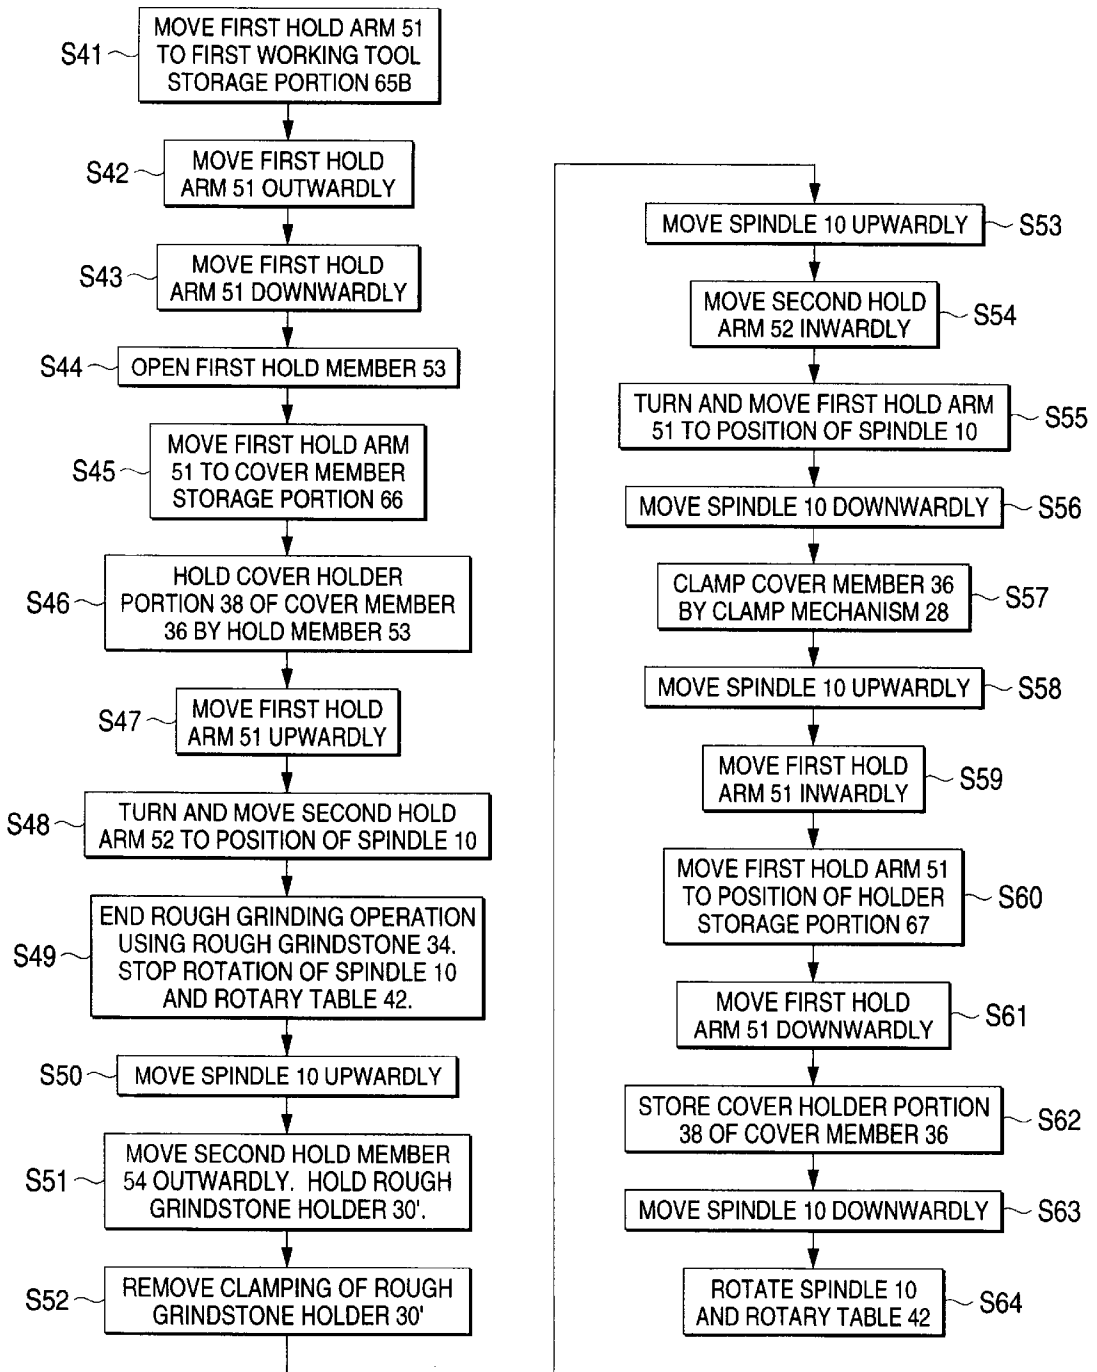 S41
MOVE FIRST HOLD ARM 51
TO FIRST WORKING TOOL
STORAGE PORTION 65B
S42
MOVE FIRST HOLD
ARM 51 OUTWARDLY
S43
MOVE FIRST HOLD
ARM 51 DOWNWARDLY
S44
OPEN FIRST HOLD MEMBER 53
S45
MOVE FIRST HOLD ARM
51 TO COVER MEMBER
STORAGE PORTION 66
S46
HOLD COVER HOLDER
PORTION 38 OF COVER MEMBER
36 BY HOLD MEMBER 53
S47
MOVE FIRST HOLD
ARM 51 UPWARDLY
S48
TURN AND MOVE SECOND HOLD
ARM 52 TO POSITION OF SPINDLE 10
S49
END ROUGH GRINDING OPERATION
USING ROUGH GRINDSTONE 34.
STOP ROTATION OF SPINDLE 10
AND ROTARY TABLE 42.
S50
MOVE SPINDLE 10 UPWARDLY
S51
MOVE SECOND HOLD MEMBER
54 OUTWARDLY. HOLD ROUGH
GRINDSTONE HOLDER 30'.
S52
REMOVE CLAMPING OF ROUGH
GRINDSTONE HOLDER 30'
MOVE SPINDLE 10 UPWARDLY
S53
MOVE SECOND HOLD
ARM 52 INWARDLY
S54
TURN AND MOVE FIRST HOLD ARM
51 TO POSITION OF SPINDLE 10
S55
MOVE SPINDLE 10 DOWNWARDLY
S56
CLAMP COVER MEMBER 36
BY CLAMP MECHANISM 28
S57
MOVE SPINDLE 10 UPWARDLY
S58
MOVE FIRST HOLD
ARM 51 INWARDLY
S59
MOVE FIRST HOLD ARM 51
TO POSITION OF HOLDER
STORAGE PORTION 67
S60
MOVE FIRST HOLD
ARM 51 DOWNWARDLY
S61
STORE COVER HOLDER PORTION
38 OF COVER MEMBER 36
S62
MOVE SPINDLE 10 DOWNWARDLY
S63
ROTATE SPINDLE 10
AND ROTARY TABLE 42
S64